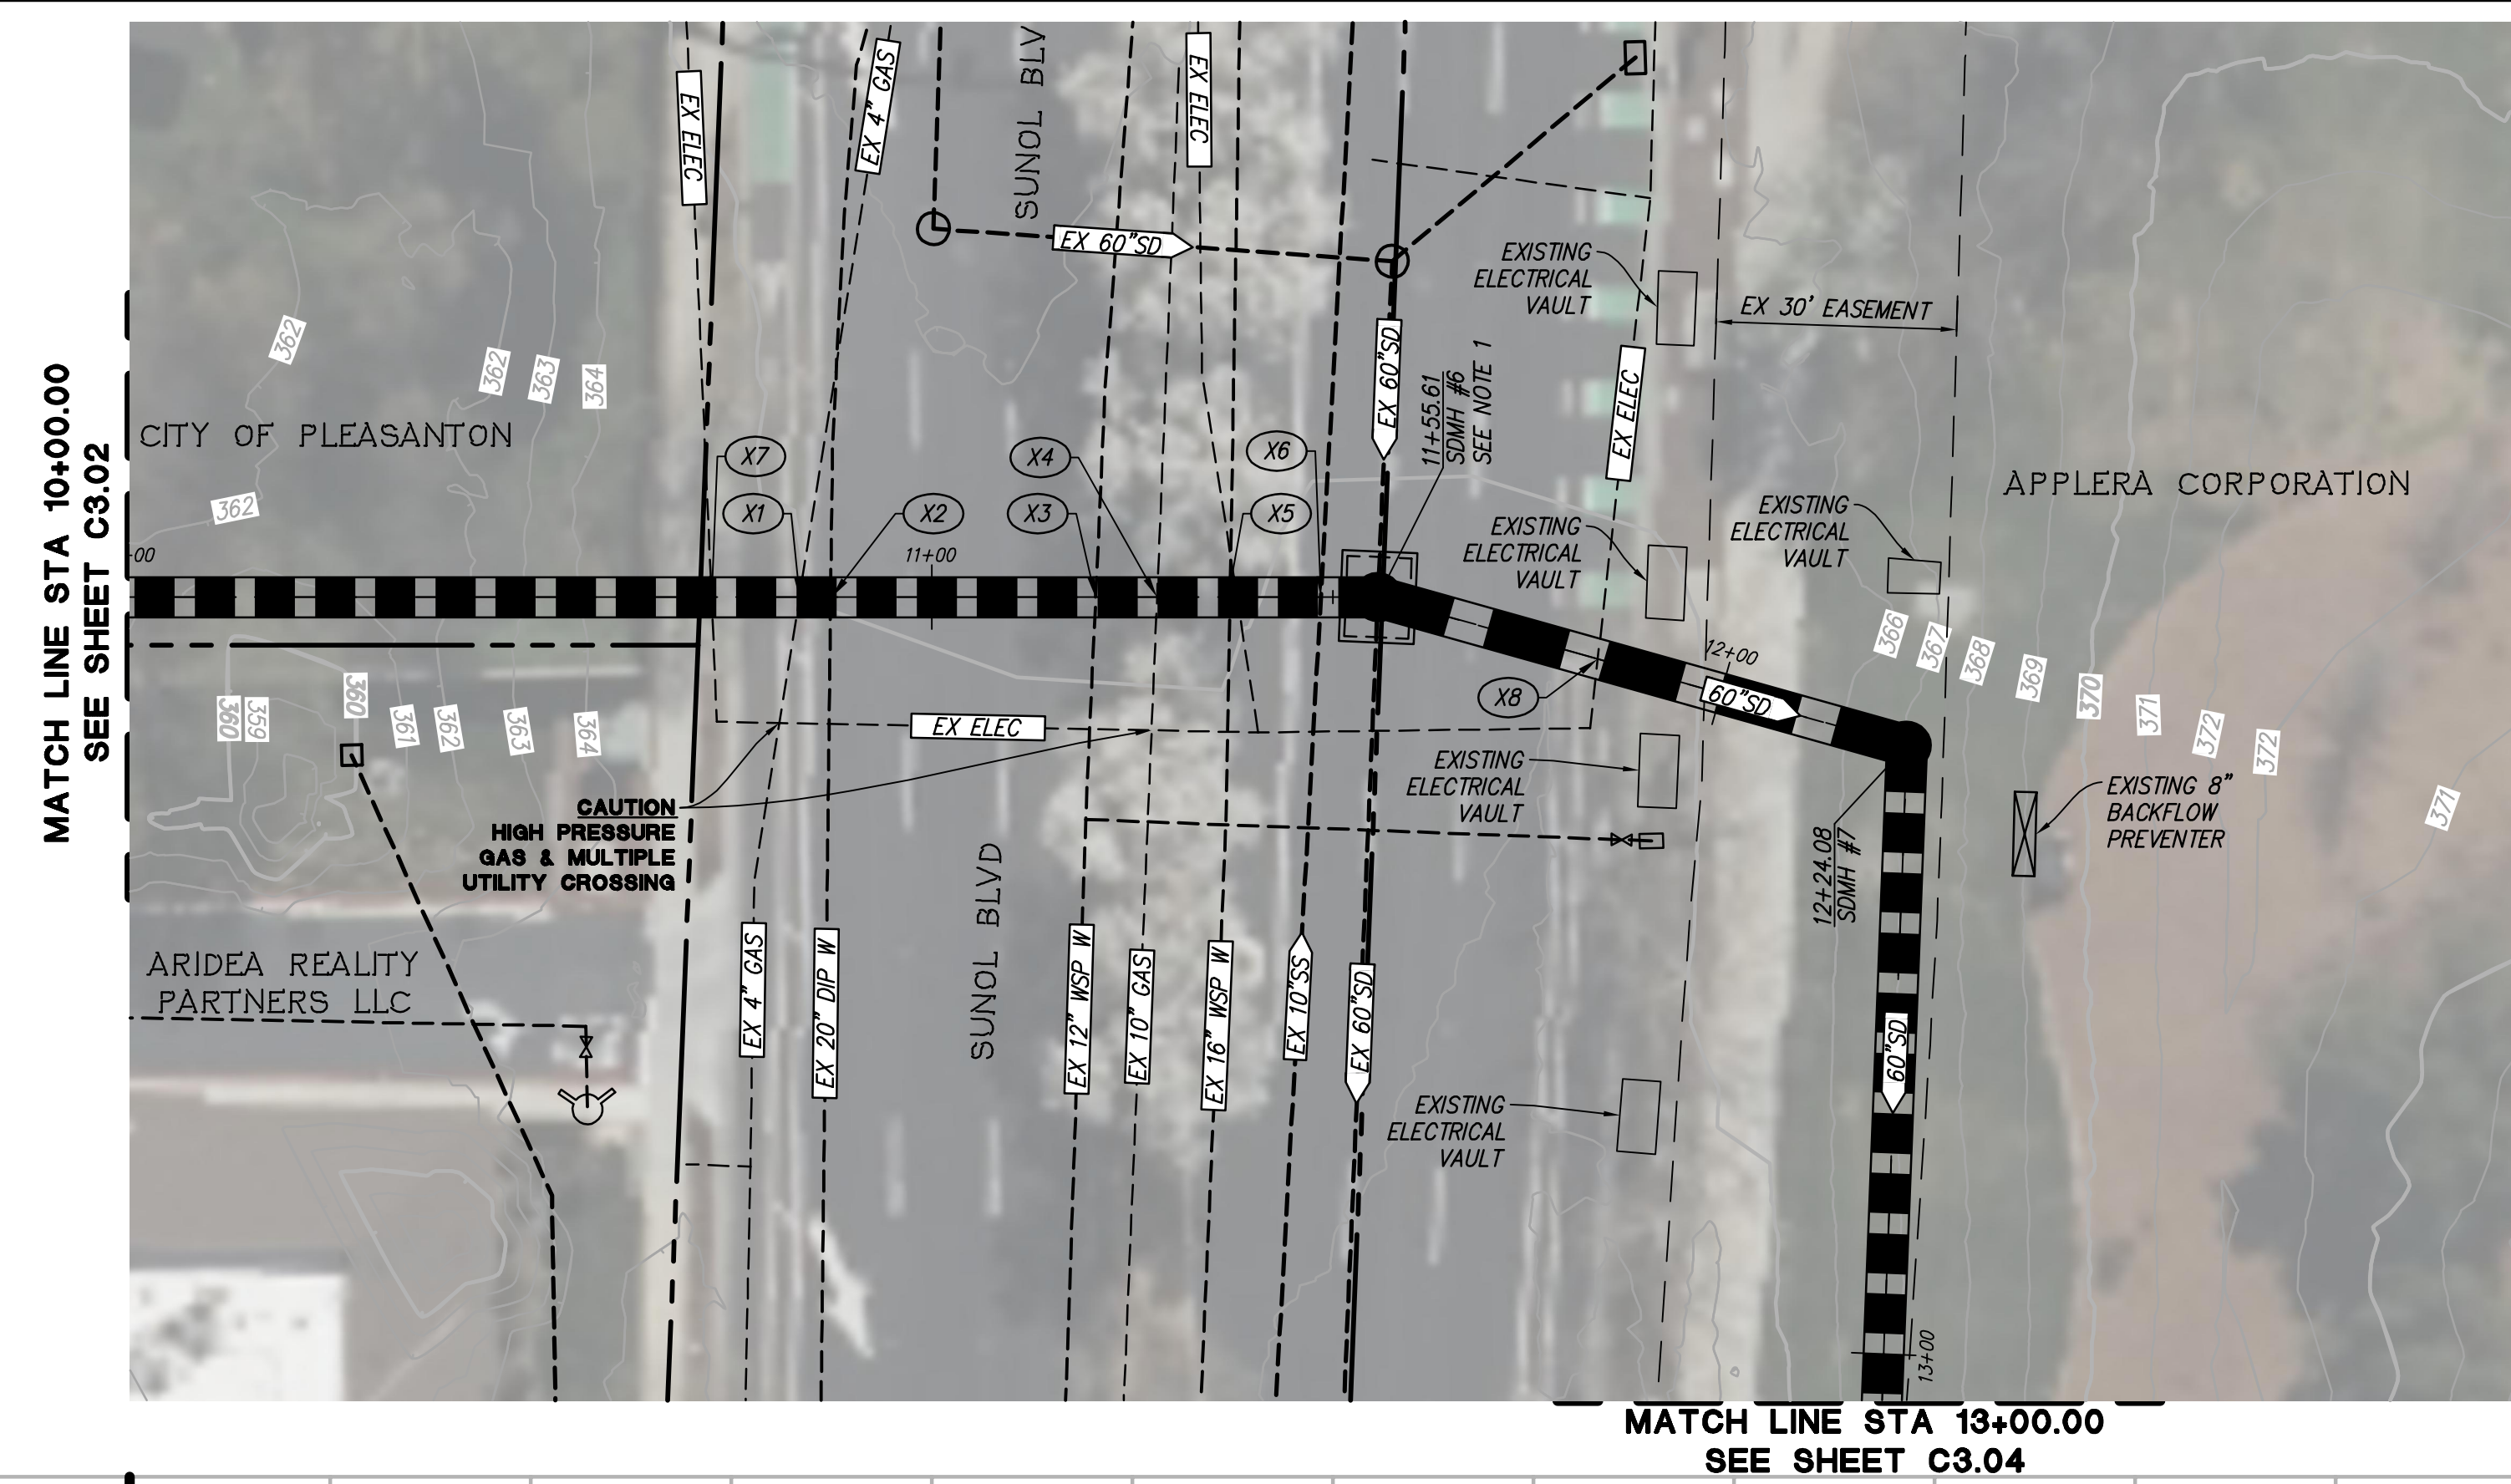 MATCH LINE STA 10+00.00
SEE SHEET C3.02
EX ELEC
EX 4" GAS
SUNOL BLV
EX ELEC
EX 60"SD
EXISTING
ELECTRICAL
VAULT
EX 30' EASEMENT
EX 60"SD
11+55.61
SDMH #6
SEE NOTE 1
EX ELEC
362
362
363
364
CITY OF PLEASANTON
362
X7
X4
X6
X1
X2
X3
X5
EXISTING
ELECTRICAL
VAULT
EXISTING
ELECTRICAL
VAULT
APPLERA CORPORATION
+00
11+00
12+00
X8
60"SD
366
367
368
369
370
371
372
372
371
360
359
360
361
362
363
364
EX ELEC
CAUTION
HIGH PRESSURE
GAS & MULTIPLE
UTILITY CROSSING
EXISTING
ELECTRICAL
VAULT
EXISTING 8"
BACKFLOW
PREVENTER
12+24.08
SDMH #7
ARIDEA REALITY
PARTNERS LLC
EX 4" GAS
EX 20" DIP W
SUNOL BLVD
EX 12" WSP W
EX 10" GAS
EX 16" WSP W
EX 10"SS
EX 60"SD
60"SD
EXISTING
ELECTRICAL
VAULT
13+00
MATCH LINE STA 13+00.00
SEE SHEET C3.04